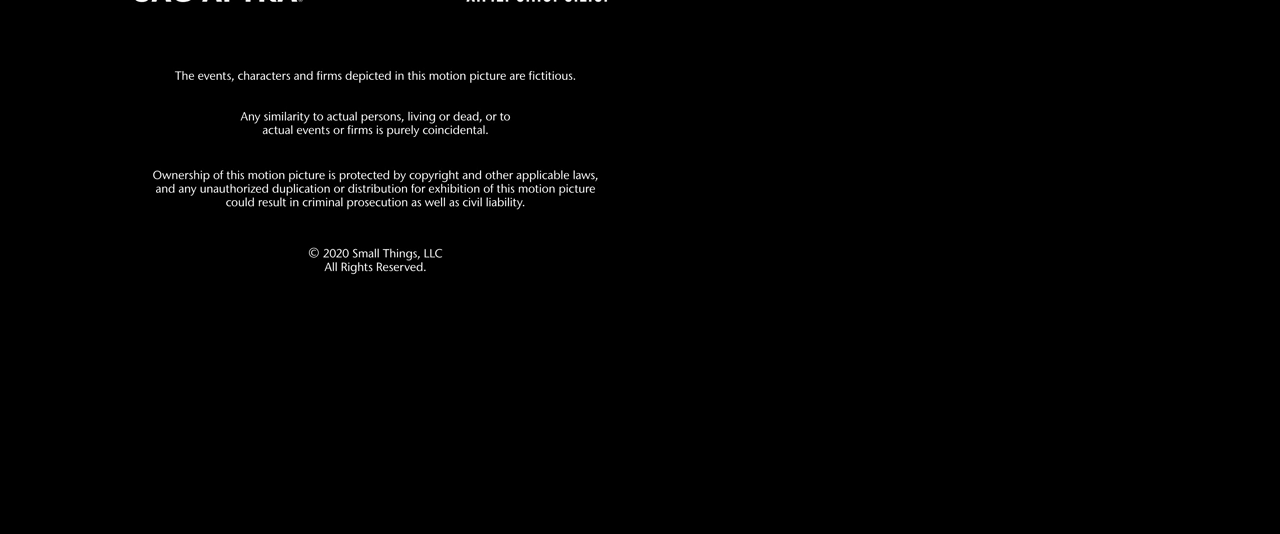 The events, characters and firms depicted in this motion picture are fictitious.
Any similarity to actual persons, living or dead, or to
actual events or firms is purely coincidental.
Ownership of this motion picture is protected by copyright and other applicable laws,
and any unauthorized duplication or distribution for exhibition of this motion picture
could result in criminal prosecution as well as civil liability.
© 2020 Small Things, LLC
All Rights Reserved.